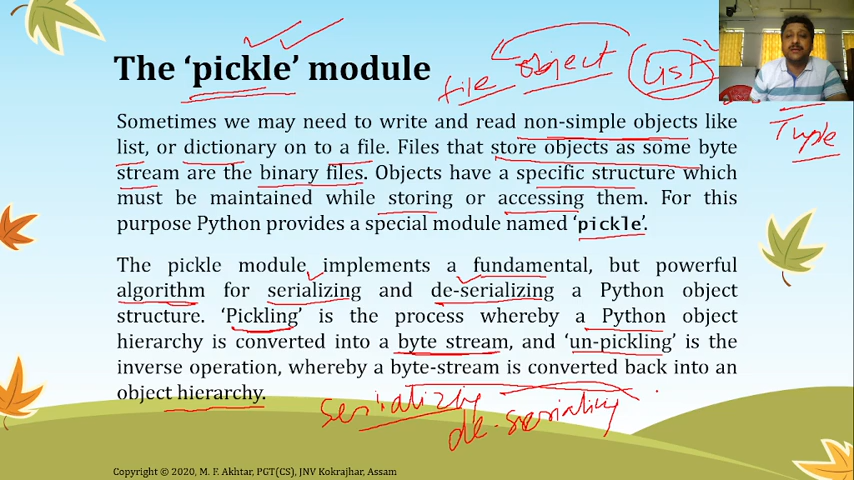 The 'pickle' module
file object List
Tuple
Sometimes we may need to write and read non-simple objects like
list, or dictionary on to a file. Files that store objects as some byte
stream are the binary files. Objects have a specific structure which
must be maintained while storing or accessing them. For this
purpose Python provides a special module named 'pickle'.
The pickle module implements a fundamental, but powerful
algorithm for serializing and de-serializing a Python object
structure. 'Pickling' is the process whereby a Python object
hierarchy is converted into a byte stream, and 'un-pickling' is the
inverse operation, whereby a byte-stream is converted back into an
object hierarchy.
serializing
de-serializing
Copyright © 2020, M. F. Akhtar, PGT(CS), JNV Kokrajhar, Assam